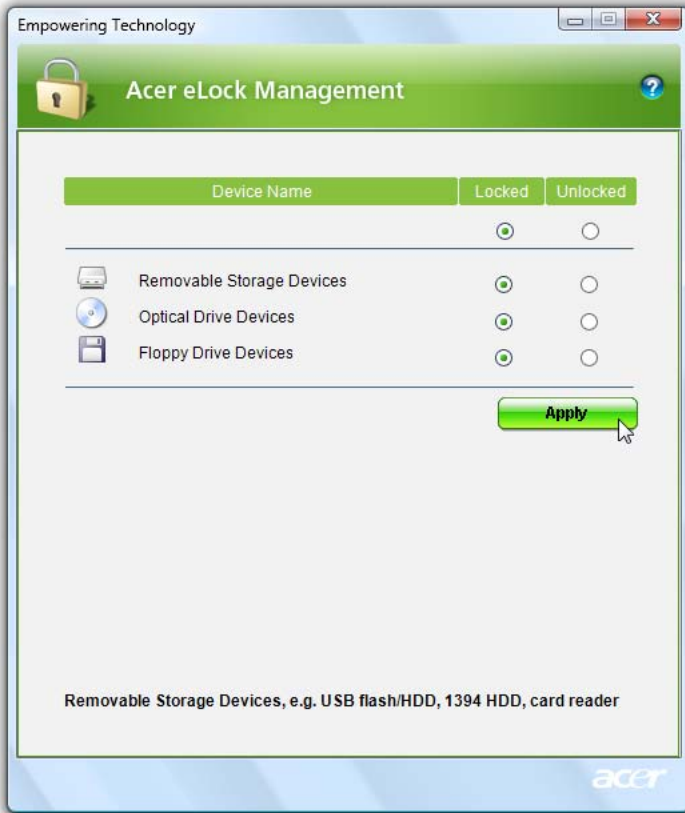 Empowering Technology
Acer eLock Management
?
Device Name Locked Unlocked
Removable Storage Devices
Optical Drive Devices
Floppy Drive Devices
Apply
Removable Storage Devices, e.g. USB flash/HDD, 1394 HDD, card reader
acer